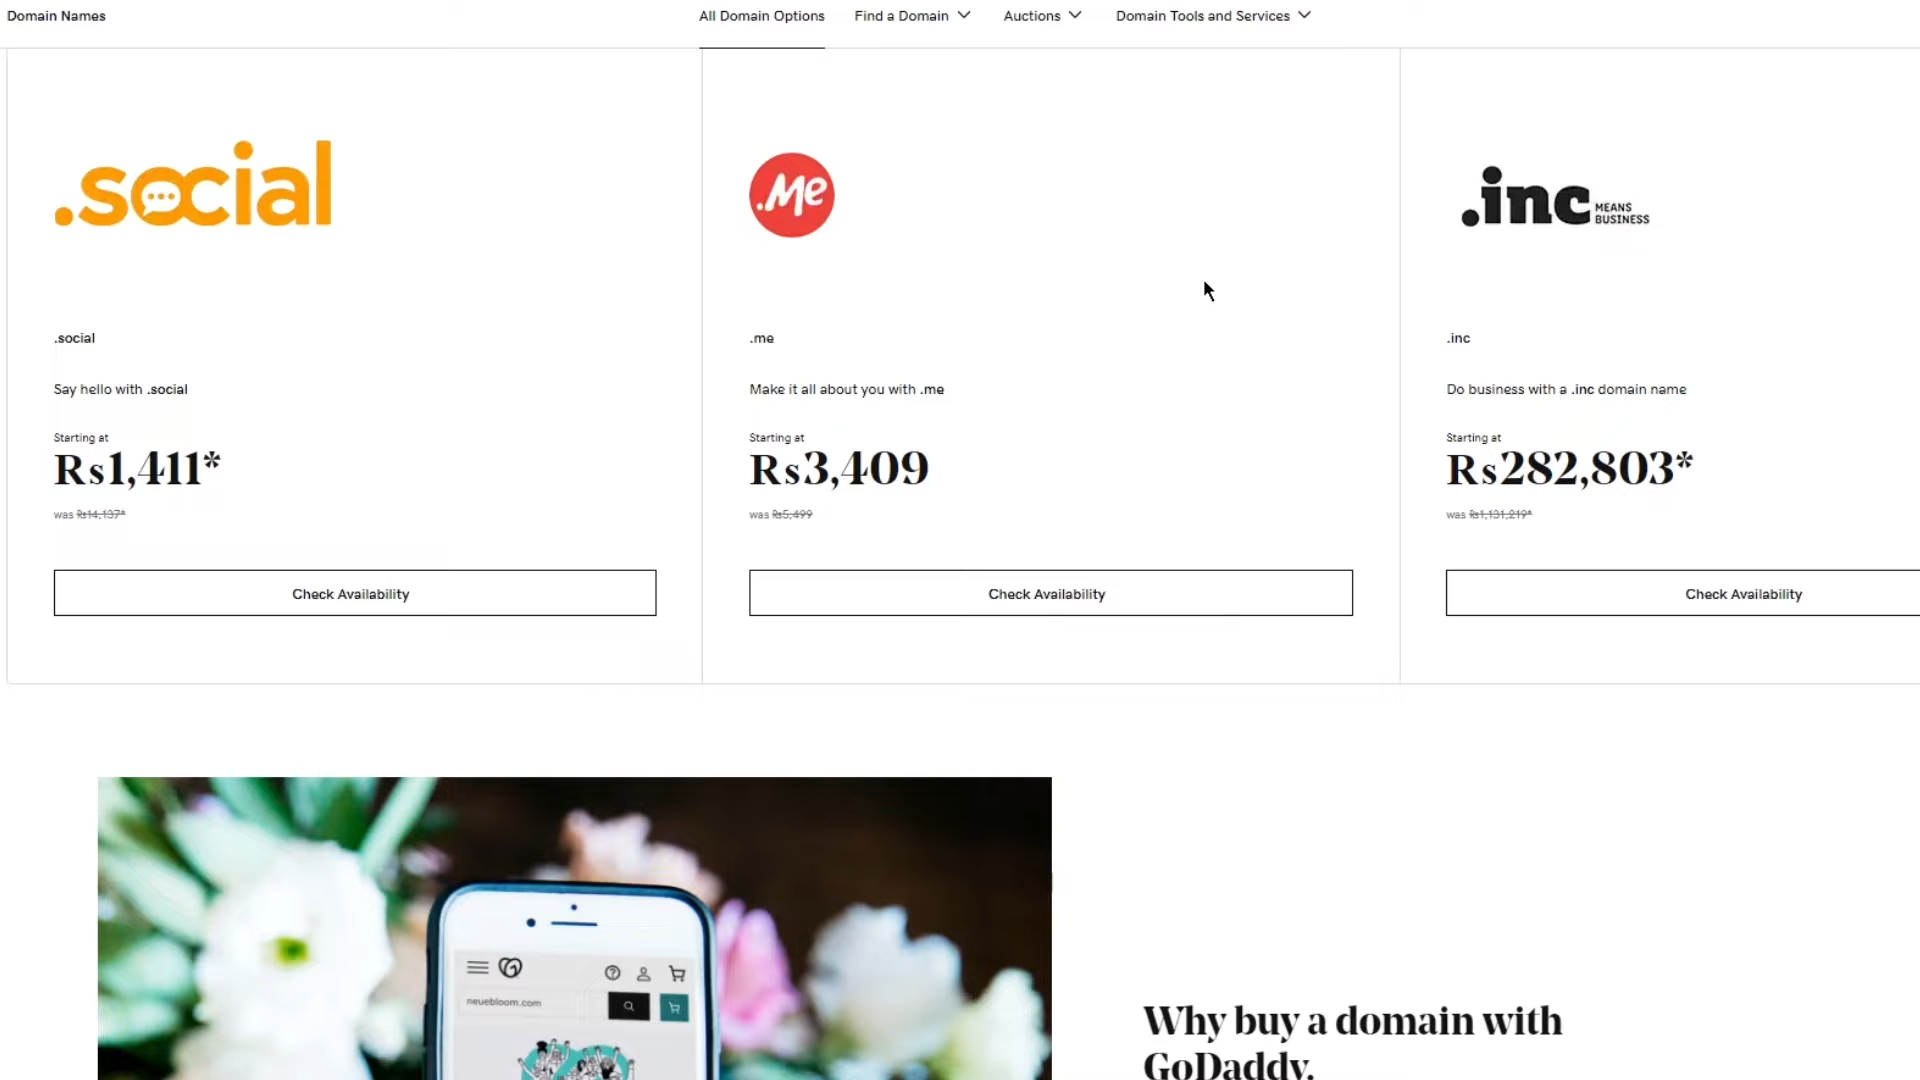 Domain Names
All Domain Options
Find a Domain
Auctions
Domain Tools and Services
.social
.social
Say hello with .social
Starting at
Rs1,411*
was Rs14,137*
Check Availability
.Me
.me
Make it all about you with .me
Starting at
Rs3,409
was Rs5,499
Check Availability
.inc MEANS
BUSINESS
.inc
Do business with a .inc domain name
Starting at
Rs282,803*
was Rs1,131,219*
Check Availability
neuebloom.com
Why buy a domain with
GoDaddy.